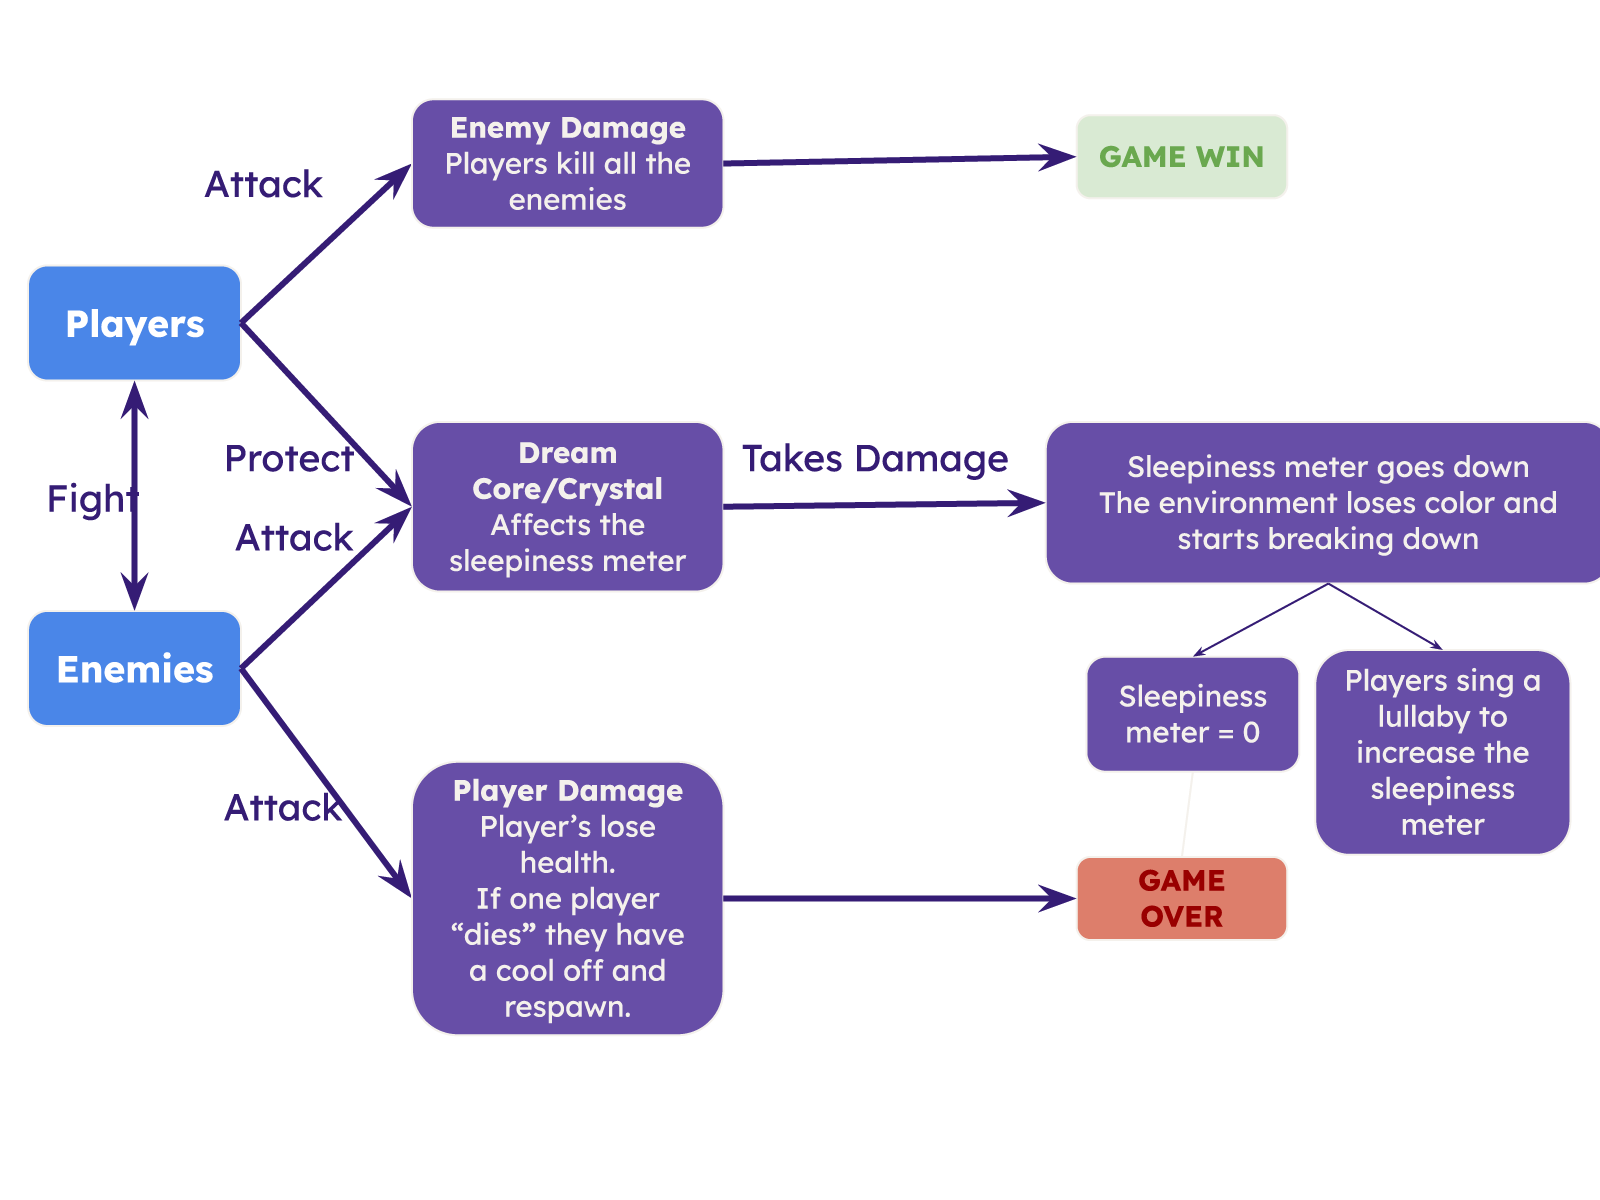 Enemy Damage
Players kill all the
enemies
GAME WIN
Attack
Players
Protect
Fight
Attack
Dream
Core/Crystal
Affects the
sleepiness meter
Takes Damage
Sleepiness meter goes down
The environment loses color and
starts breaking down
Enemies
Sleepiness
meter = 0
Players sing a
lullaby to
increase the
sleepiness
meter
Attack
Player Damage
Player’s lose
health.
If one player
“dies” they have
a cool off and
respawn.
GAME
OVER